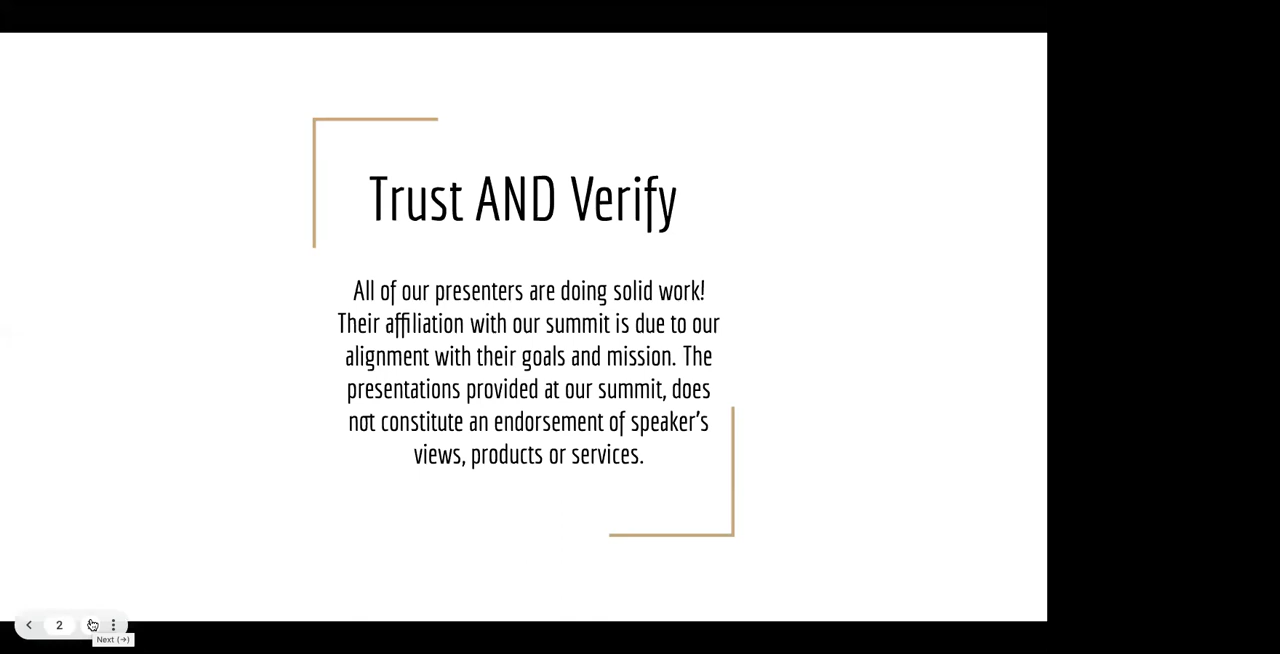 Trust AND Verify
All of our presenters are doing solid work!
Their affiliation with our summit is due to our
alignment with their goals and mission. The
presentations provided at our summit, does
not constitute an endorsement of speaker's
views, products or services.
2
Next (→)